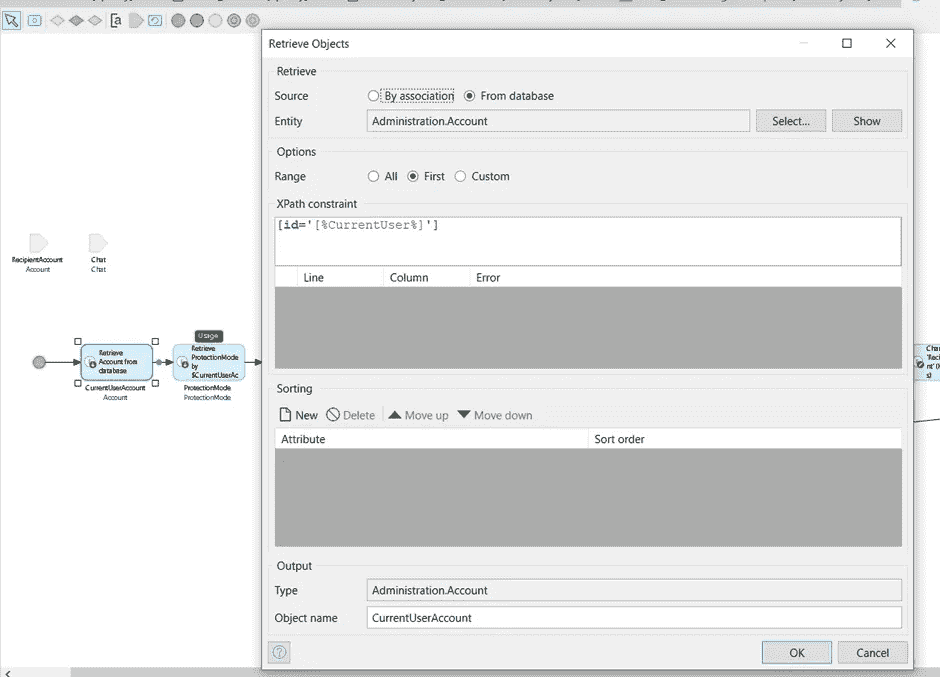 Retrieve Objects
Retrieve
Source
By association
From database
Entity
Administration.Account
Select...
Show
Options
Range
All
First
Custom
XPath constraint
[id='[%CurrentUser%]']
Line
Column
Error
Sorting
New
Delete
Move up
Move down
Attribute
Sort order
Output
Type
Administration.Account
Object name
CurrentUserAccount
OK
Cancel
RecipientAccount
Account
Chat
Chat
Retrieve
Account from
database
CurrentUserAccount
Account
Usage
Retrieve
ProtectionMode
by
$CurrentUserAc
ProtectionMode
ProtectionMode